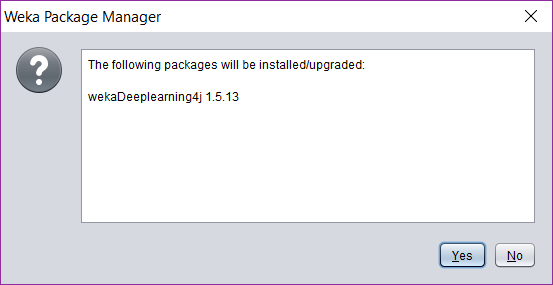 Weka Package Manager
The following packages will be installed/upgraded:
wekaDeeplearning4j 1.5.13
Yes
No